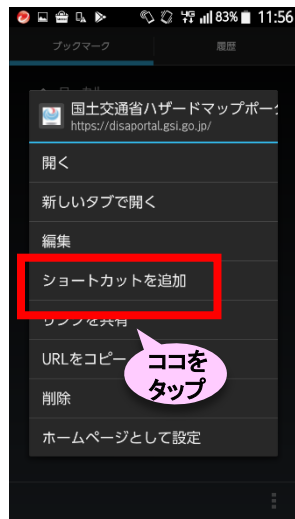 83% 11:56
ブックマーク 履歴
国土交通省ハザードマップポー
https://disaportal.gsi.go.jp/
開く
新しいタブで開く
編集
ショートカットを追加
リンクを共有
URLをコピー
ココを
タップ
削除
ホームページとして設定